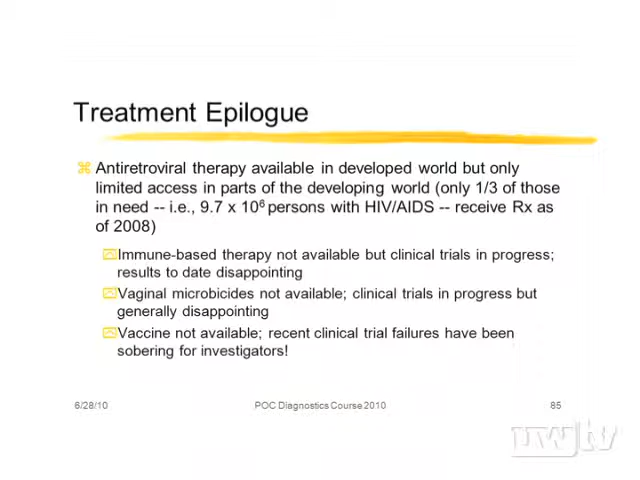 Treatment Epilogue
Antiretroviral therapy available in developed world but only
limited access in parts of the developing world (only 1/3 of those
in need -- i.e., 9.7 x 10⁶ persons with HIV/AIDS -- receive Rx as
of 2008)
Immune-based therapy not available but clinical trials in progress;
results to date disappointing
Vaginal microbicides not available; clinical trials in progress but
generally disappointing
Vaccine not available; recent clinical trial failures have been
sobering for investigators!
6/28/10 POC Diagnostics Course 2010 85
uwtv